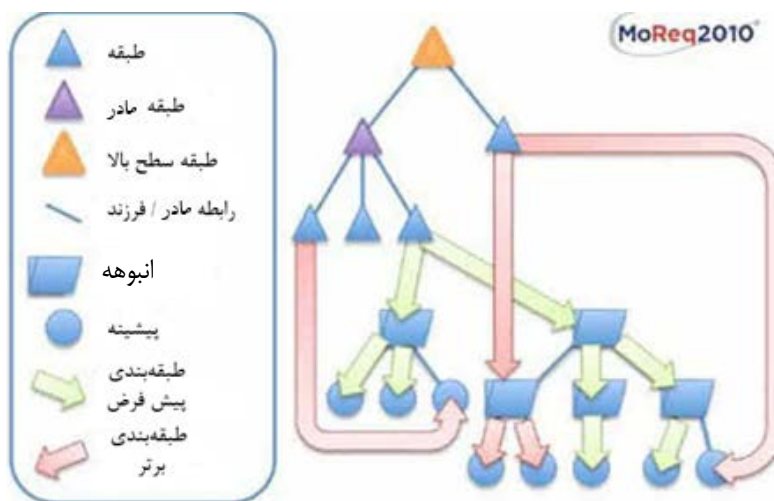 MoReq2010
طبقه
طبقه مادر
طبقه سطح بالا
رابطه مادر / فرزند
انبوهه
پیشینه
طبقه‌بندی
پیش فرض
طبقه‌بندی
برتر